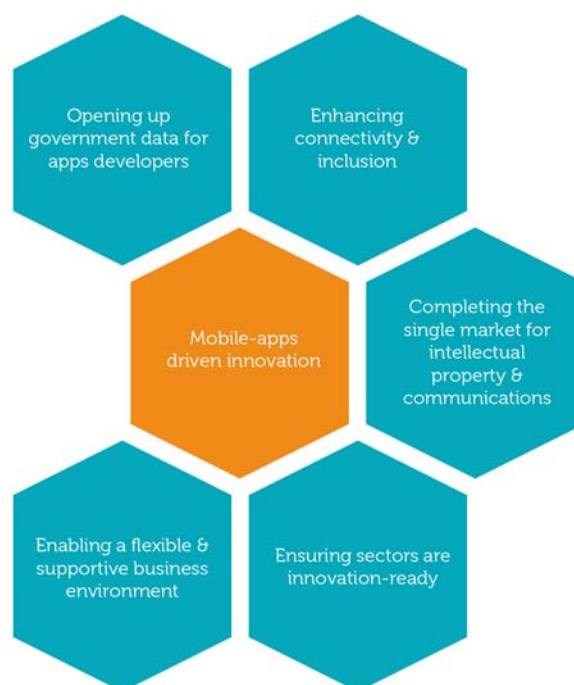 Opening up
government data for
apps developers
Enhancing
connectivity &
inclusion
Mobile-apps
driven innovation
Completing the
single market for
intellectual
property &
communications
Enabling a flexible &
supportive business
environment
Ensuring sectors are
innovation-ready